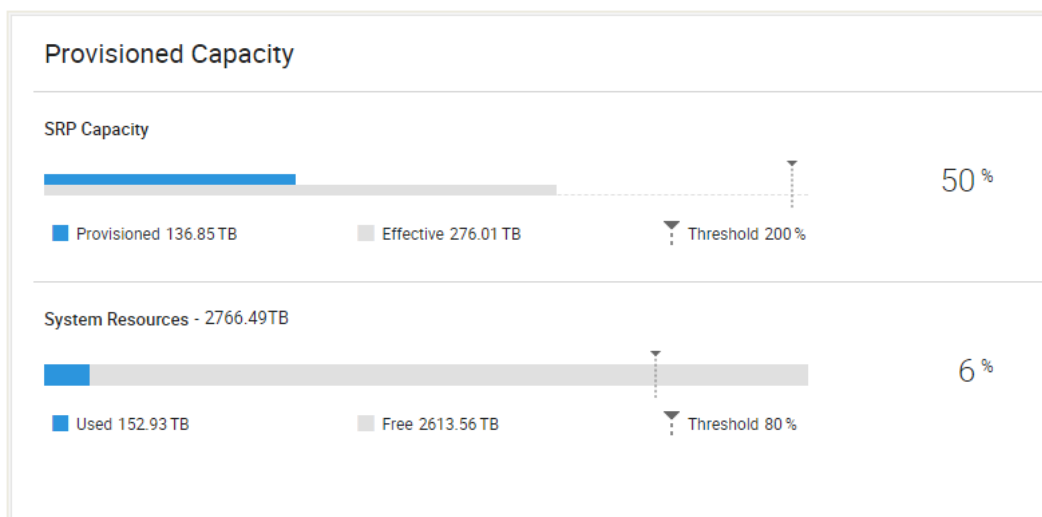 Provisioned Capacity
SRP Capacity
50 %
Provisioned 136.85 TB Effective 276.01 TB Threshold 200 %
System Resources - 2766.49TB
6 %
Used 152.93 TB Free 2613.56 TB Threshold 80 %